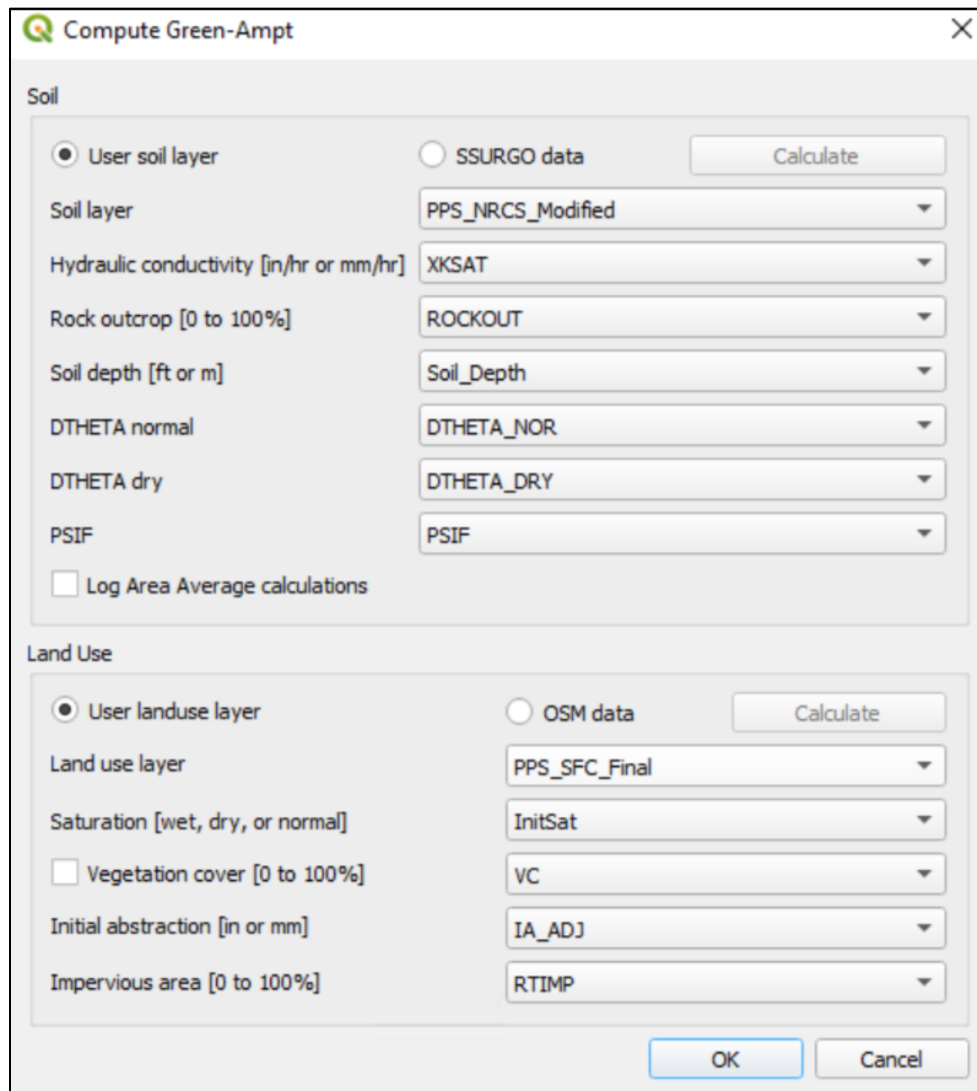 Compute Green-Ampt
Soil
User soil layer SSURGO data Calculate
Soil layer PPS_NRCS_Modified
Hydraulic conductivity [in/hr or mm/hr] XKSAT
Rock outcrop [0 to 100%] ROCKOUT
Soil depth [ft or m] Soil_Depth
DTHETA normal DTHETA_NOR
DTHETA dry DTHETA_DRY
PSIF PSIF
Log Area Average calculations
Land Use
User landuse layer OSM data Calculate
Land use layer PPS_SFC_Final
Saturation [wet, dry, or normal] InitSat
Vegetation cover [0 to 100%] VC
Initial abstraction [in or mm] IA_ADJ
Impervious area [0 to 100%] RTIMP
OK Cancel